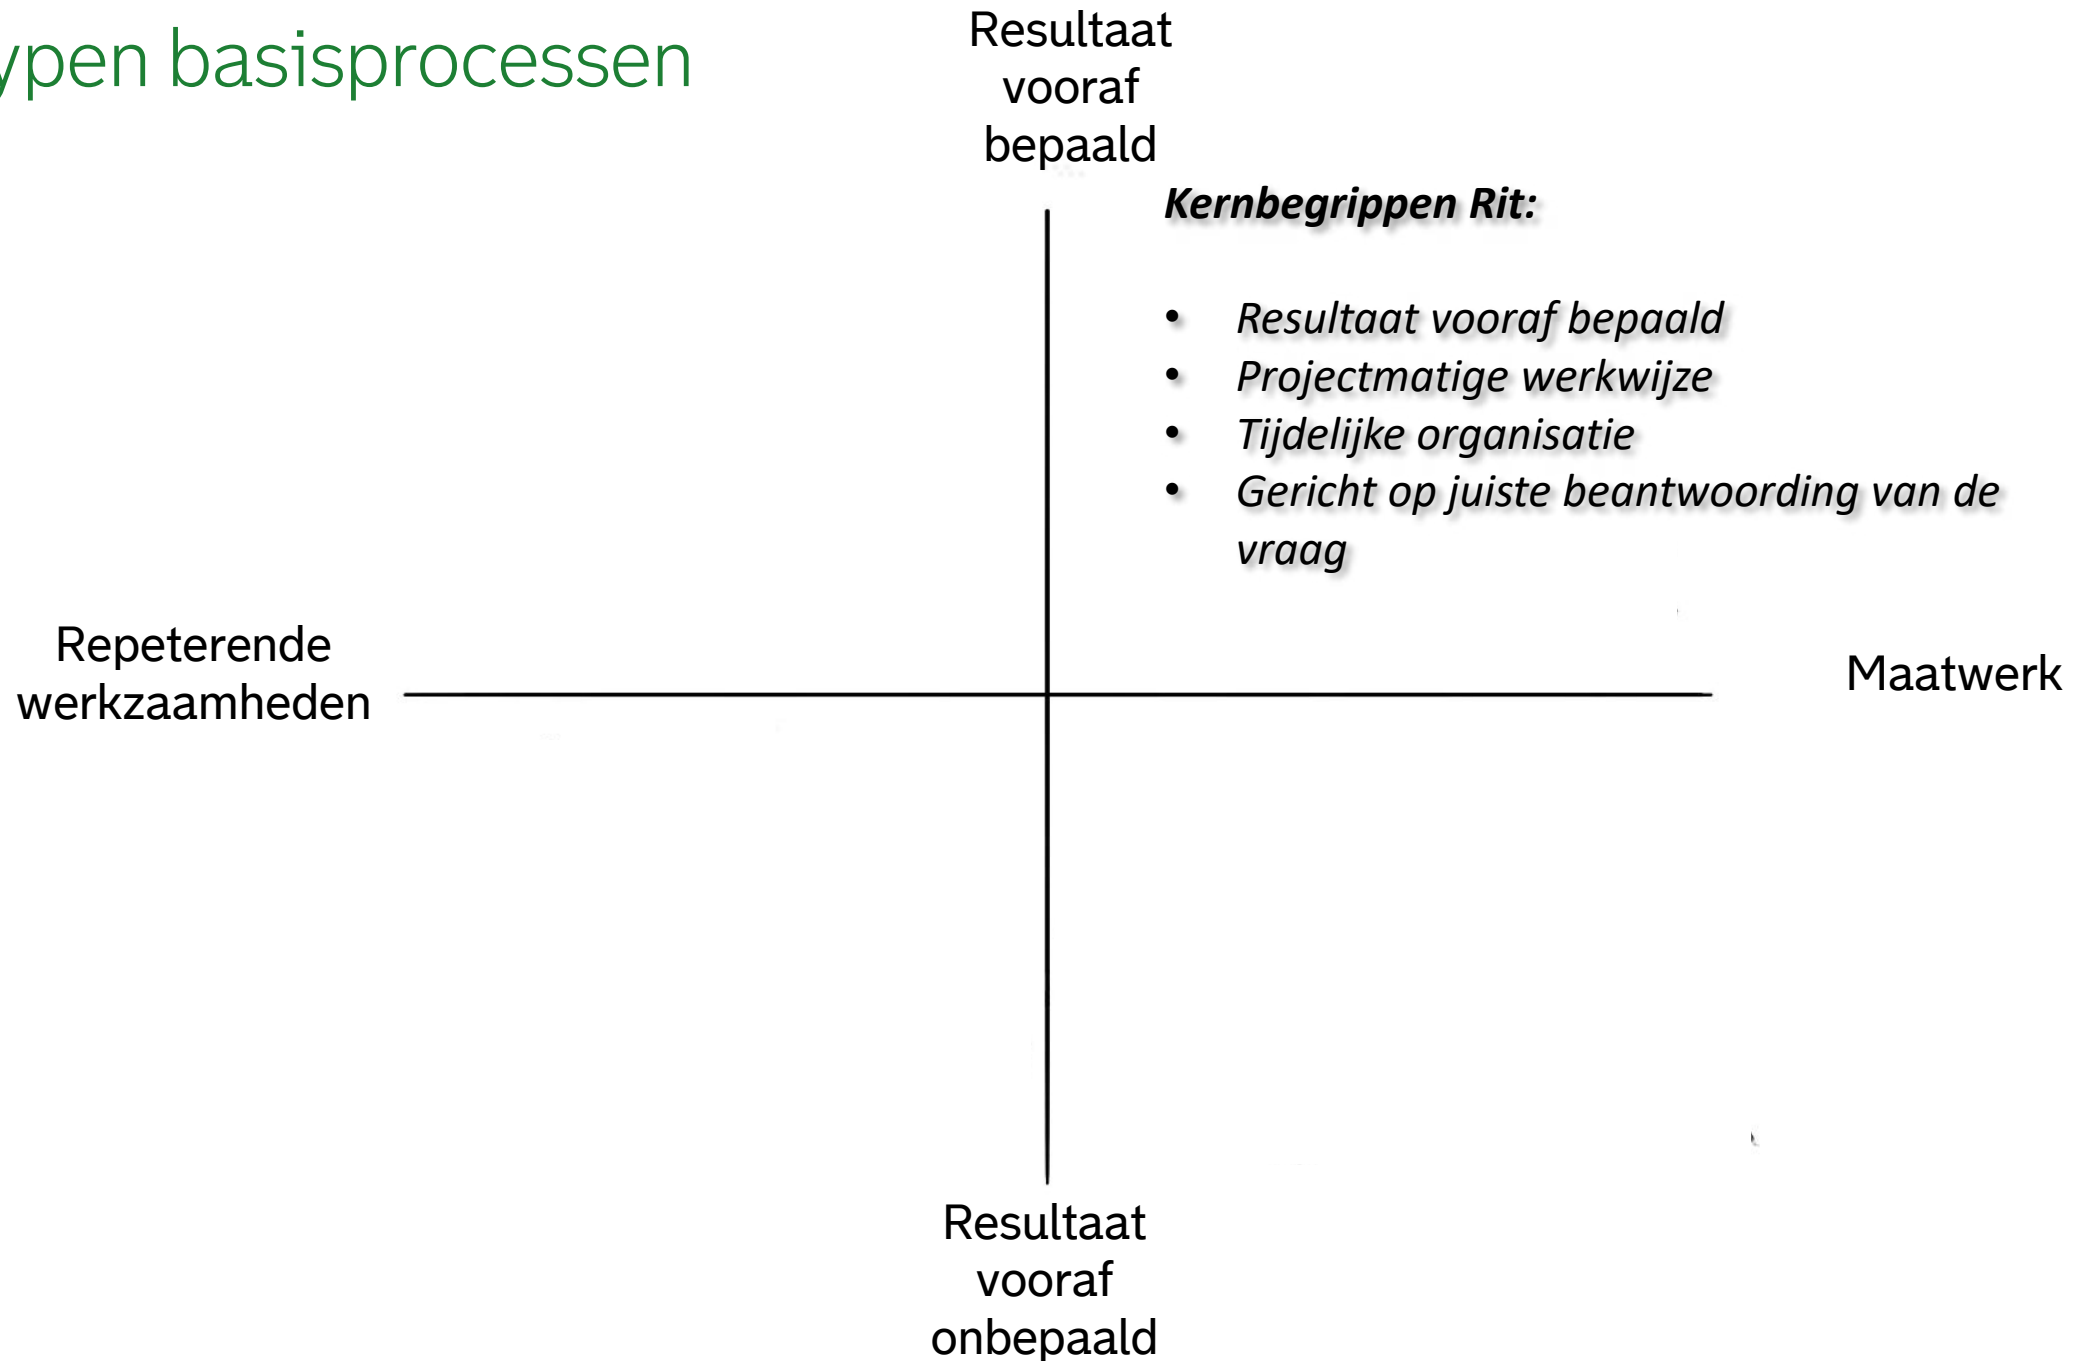 ypen basisprocessen
Resultaat
vooraf
bepaald
Kernbegrippen Rit:
• Resultaat vooraf bepaald
• Projectmatige werkwijze
• Tijdelijke organisatie
• Gericht op juiste beantwoording van de
vraag
Repeterende
werkzaamheden
Maatwerk
Resultaat
vooraf
onbepaald